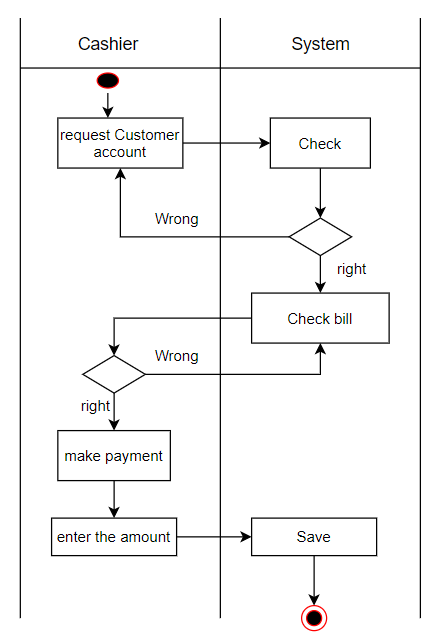 Cashier
System
request Customer
account
Check
Wrong
right
Check bill
Wrong
right
make payment
enter the amount
Save